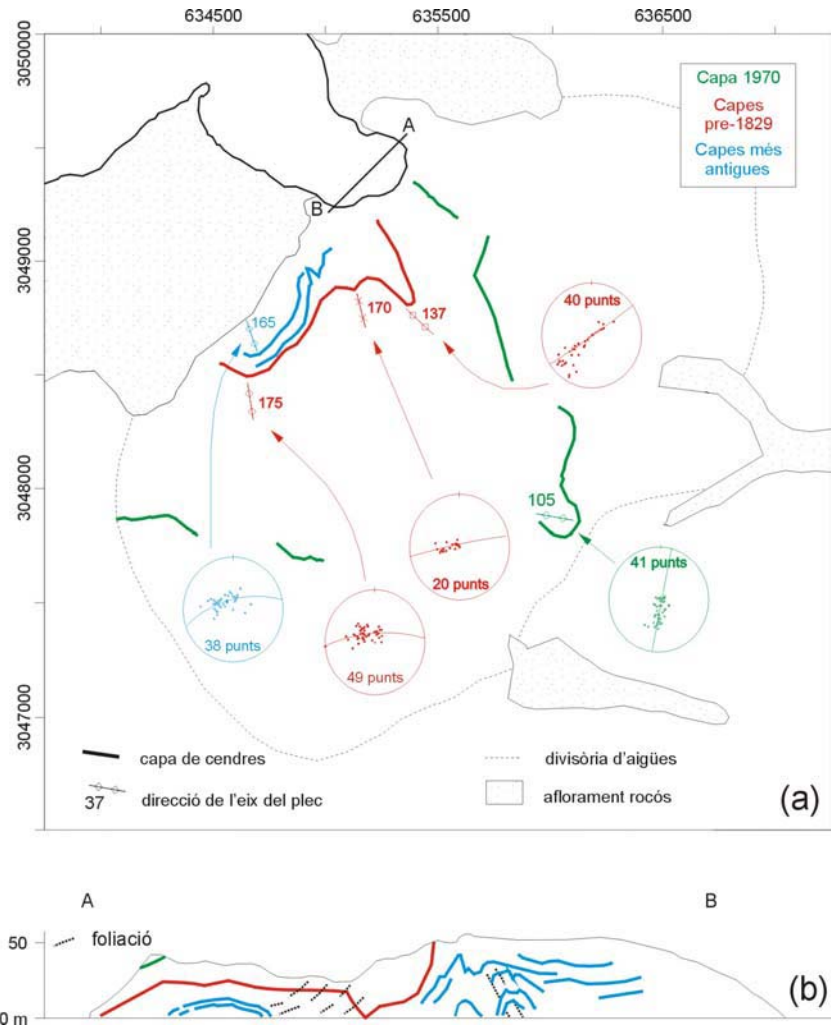 634500 635500 636500
3050000
3049000
3048000
3047000
Capa 1970
Capes
pre-1829
Capes més
antigues
A
B
165
170
137
175
105
40 punts
20 punts
41 punts
38 punts
49 punts
capa de cendres
divisòria d'aigües
37 direcció de l'eix del plec
aflorament rocós
(a)
A B
50
foliació
0 m
(b)